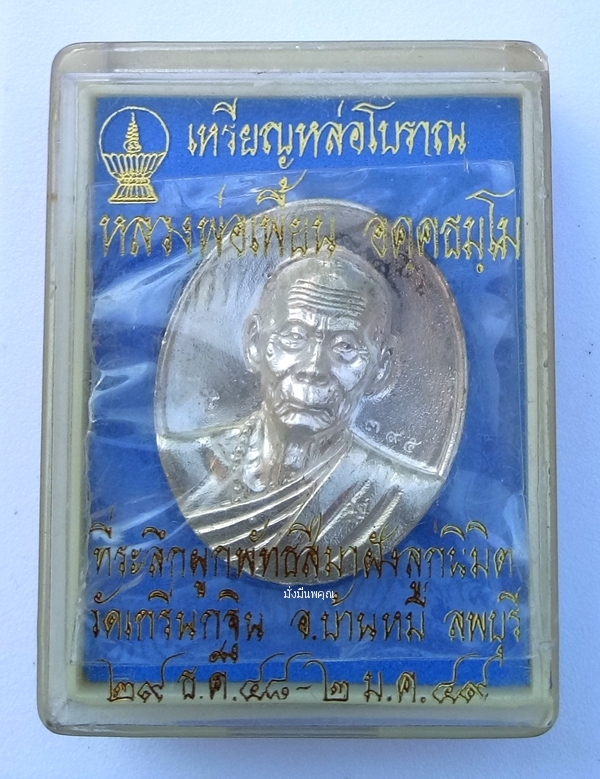 เหรียญหล่อโบราณ
หลวงพ่อเพี้ยน อคฺคธมฺโม
๓๙๕
ที่ระลึกผูกพัทธสีมาฝังลูกนิมิต
มั่งมีนพคุณ
วัดเกริ่นกฐิน อ.บ้านหมี่ ลพบุรี
๒๙ ธ.ค.๔๘-๒ ม.ค.๔๙